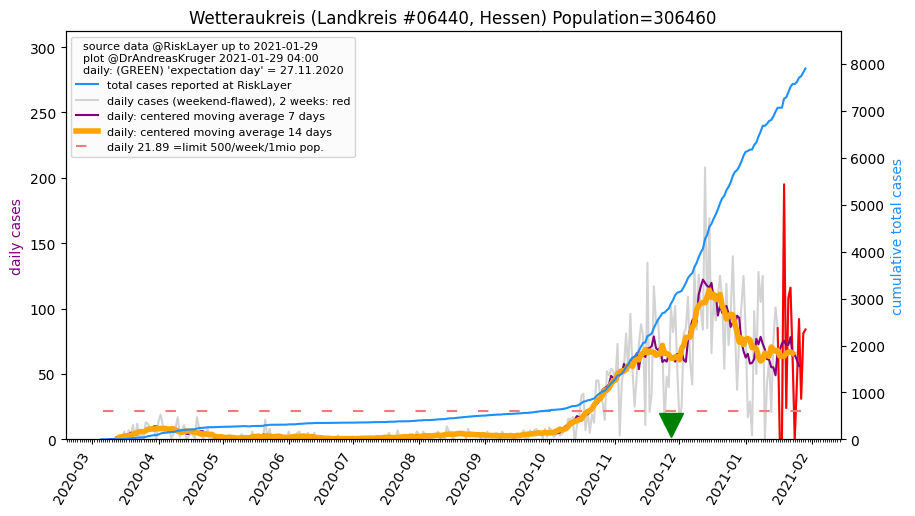 Wetteraukreis (Landkreis #06440, Hessen) Population=306460
source data @RiskLayer up to 2021-01-29
plot @DrAndreasKruger 2021-01-29 04:00
daily: (GREEN) 'expectation day' = 27.11.2020
total cases reported at RiskLayer
daily cases (weekend-flawed), 2 weeks: red
daily: centered moving average 7 days
daily: centered moving average 14 days
daily 21.89 =limit 500/week/1mio pop.
daily cases
300
250
200
150
100
50
0
cumulative total cases
8000
7000
6000
5000
4000
3000
2000
1000
0
2020-03
2020-04
2020-05
2020-06
2020-07
2020-08
2020-09
2020-10
2020-11
2020-12
2021-01
2021-02